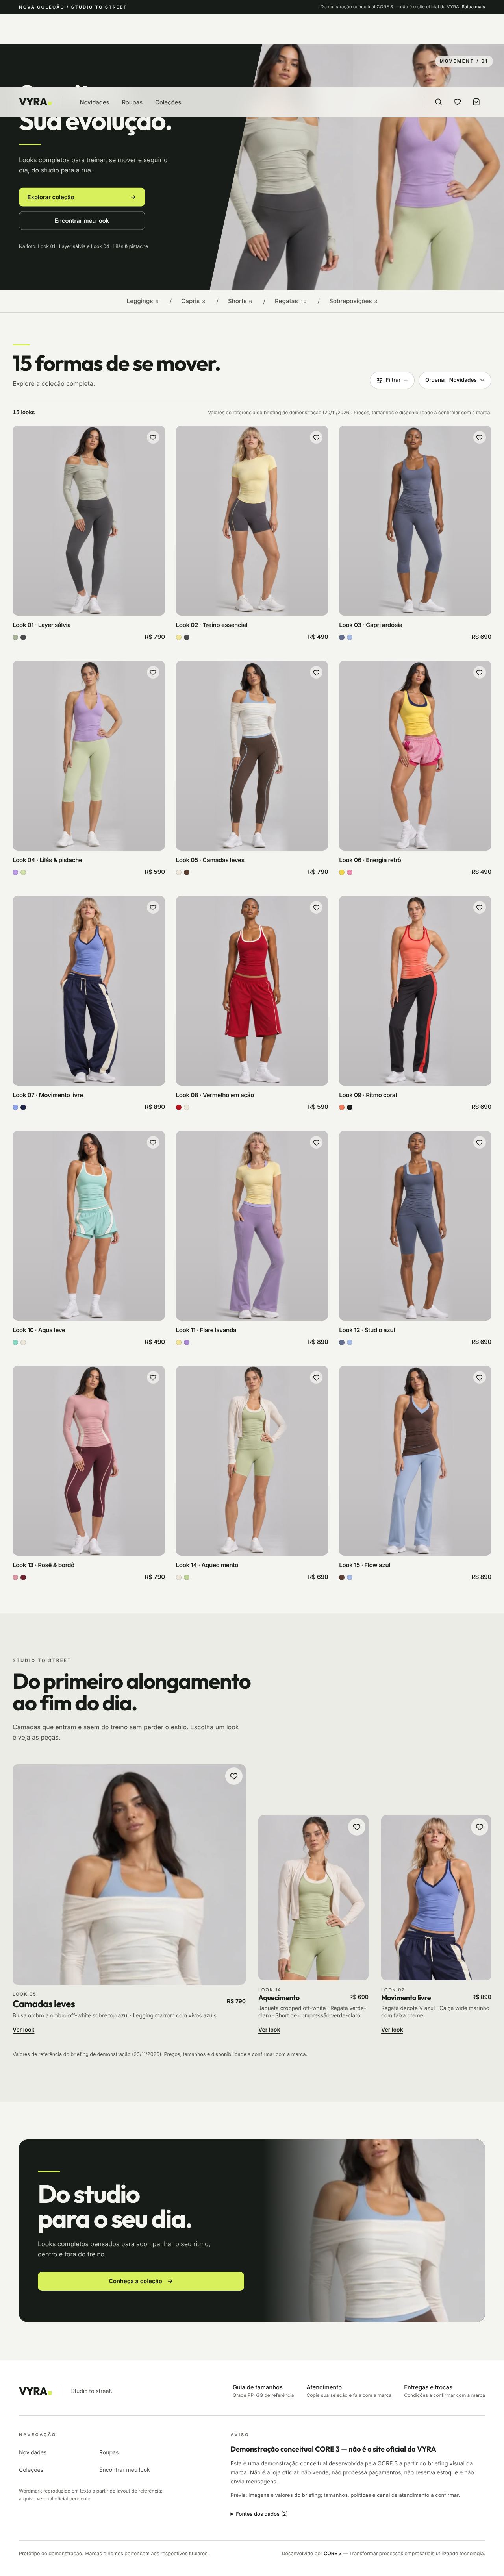 NOVA COLEÇÃO / STUDIO TO STREET
Demonstração conceitual CORE 3 — não é o site oficial da VYRA. Saiba mais
MOVEMENT / 01
VYRA
Novidades
Roupas
Coleções
Sua evolução.
Looks completos para treinar, se mover e seguir o
dia, do studio para a rua.
Explorar coleção →
Encontrar meu look
Na foto: Look 01 · Layer sálvia e Look 04 · Lilás & pistache
Leggings 4 / Capris 3 / Shorts 6 / Regatas 10 / Sobreposições 3
15 formas de se mover.
Explore a coleção completa.
Filtrar +
Ordenar: Novidades
15 looks
Valores de referência do briefing de demonstração (20/11/2026). Preços, tamanhos e disponibilidade a confirmar com a marca.
Look 01 · Layer sálvia
R$ 790
Look 02 · Treino essencial
R$ 490
Look 03 · Capri ardósia
R$ 690
Look 04 · Lilás & pistache
R$ 590
Look 05 · Camadas leves
R$ 790
Look 06 · Energia retrô
R$ 490
Look 07 · Movimento livre
R$ 890
Look 08 · Vermelho em ação
R$ 590
Look 09 · Ritmo coral
R$ 690
Look 10 · Aqua leve
R$ 490
Look 11 · Flare lavanda
R$ 890
Look 12 · Studio azul
R$ 690
Look 13 · Rosé & bordô
R$ 790
Look 14 · Aquecimento
R$ 690
Look 15 · Flow azul
R$ 890
STUDIO TO STREET
Do primeiro alongamento
ao fim do dia.
Camadas que entram e saem do treino sem perder o estilo. Escolha um look
e veja as peças.
LOOK 05
Camadas leves
R$ 790
Blusa ombro a ombro off-white sobre top azul · Legging marrom com vivos azuis
Ver look
LOOK 14
Aquecimento
R$ 690
Jaqueta cropped off-white · Regata verde-
claro · Short de compressão verde-claro
Ver look
LOOK 07
Movimento livre
R$ 890
Regata decote V azul · Calça wide marinho
com faixa creme
Ver look
Valores de referência do briefing de demonstração (20/11/2026). Preços, tamanhos e disponibilidade a confirmar com a marca.
Do studio
para o seu dia.
Looks completos pensados para acompanhar o seu ritmo,
dentro e fora do treino.
Conheça a coleção →
VYRA
Studio to street.
Guia de tamanhos
Grade PP–GG de referência
Atendimento
Copie sua seleção e fale com a marca
Entregas e trocas
Condições a confirmar com a marca
NAVEGAÇÃO
Novidades
Roupas
Coleções
Encontrar meu look
Wordmark reproduzido em texto a partir do layout de referência;
arquivo vetorial oficial pendente.
AVISO
Demonstração conceitual CORE 3 — não é o site oficial da VYRA
Esta é uma demonstração conceitual desenvolvida pela CORE 3 a partir do briefing visual da
marca. Não é a loja oficial: não vende, não processa pagamentos, não reserva estoque e não
envia mensagens.
Prévia: imagens e valores do briefing; tamanhos, políticas e canal de atendimento a confirmar.
Fontes dos dados (2)
Protótipo de demonstração. Marcas e nomes pertencem aos respectivos titulares.
Desenvolvido por CORE 3 — Transformar processos empresariais utilizando tecnologia.